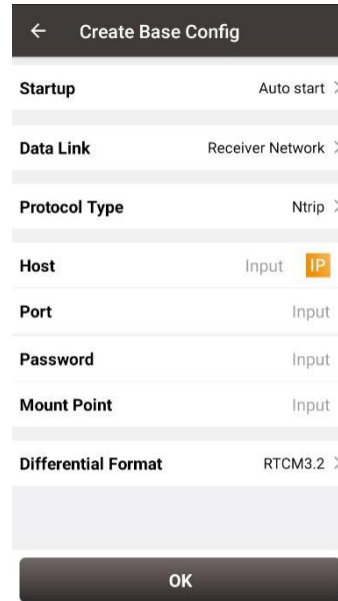 Create Base Config
Startup Auto start
Data Link Receiver Network
Protocol Type Ntrip
Host Input IP
Port Input
Password Input
Mount Point Input
Differential Format RTCM3.2
OK